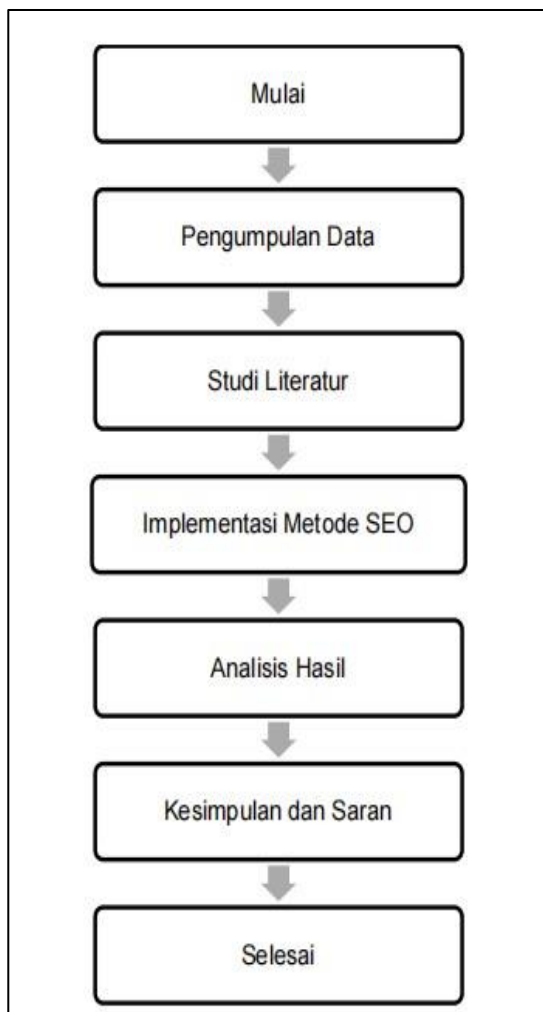 Mulai
Pengumpulan Data
Studi Literatur
Implementasi Metode SEO
Analisis Hasil
Kesimpulan dan Saran
Selesai